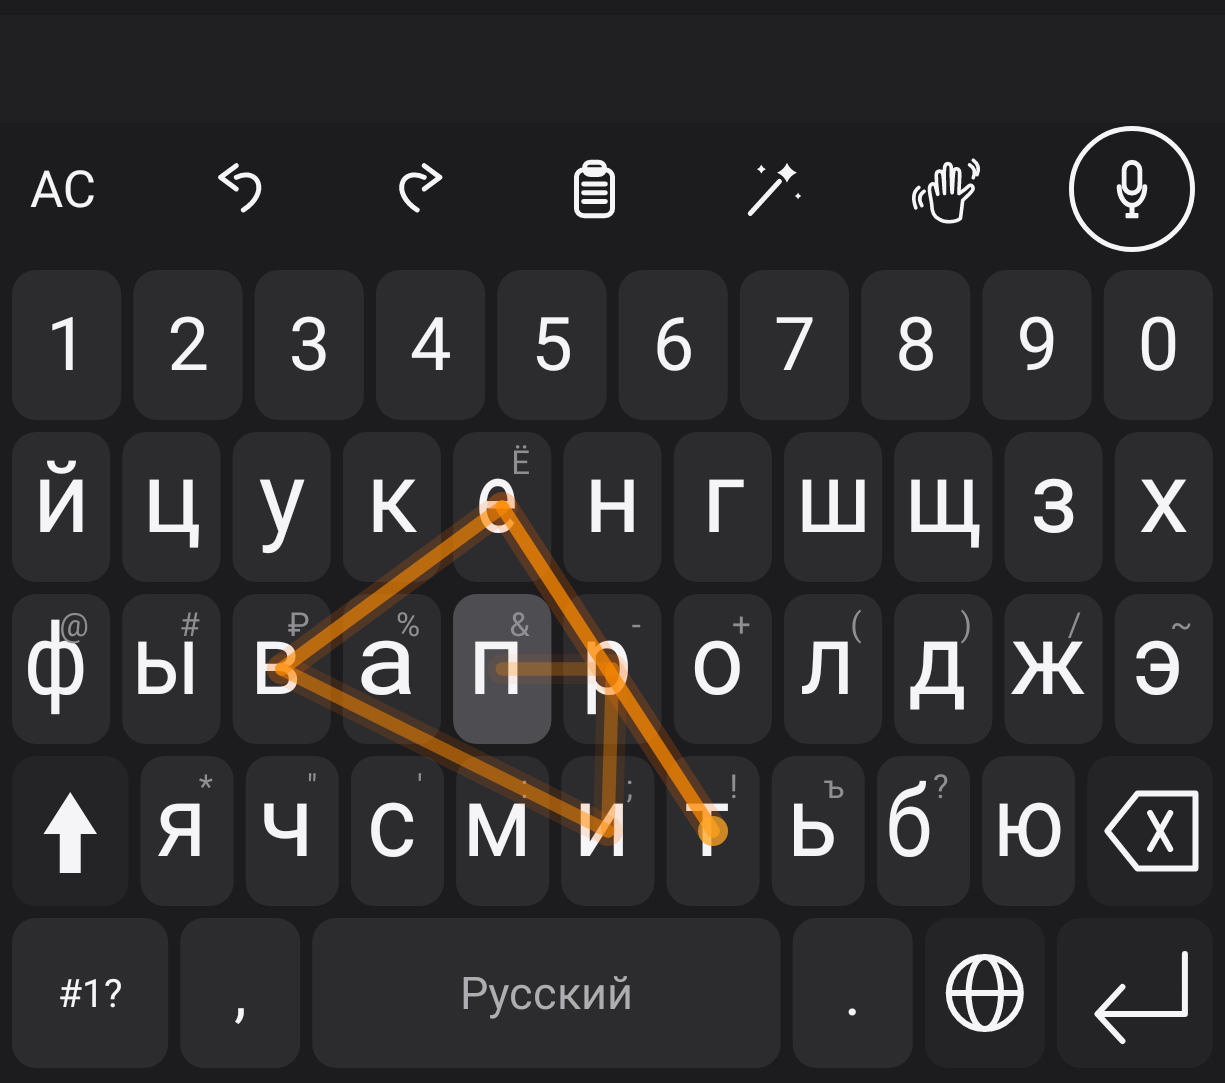 AC
1 2 3 4 5 6 7 8 9 0
й ц у к е Ё н г ш щ з х
ф @ ы # в ₽ а % п & р - о + л ( д ) ж / э ~
я * ч " с ' м : и ; т ! ь ъ б ? ю
#1? , Русский .